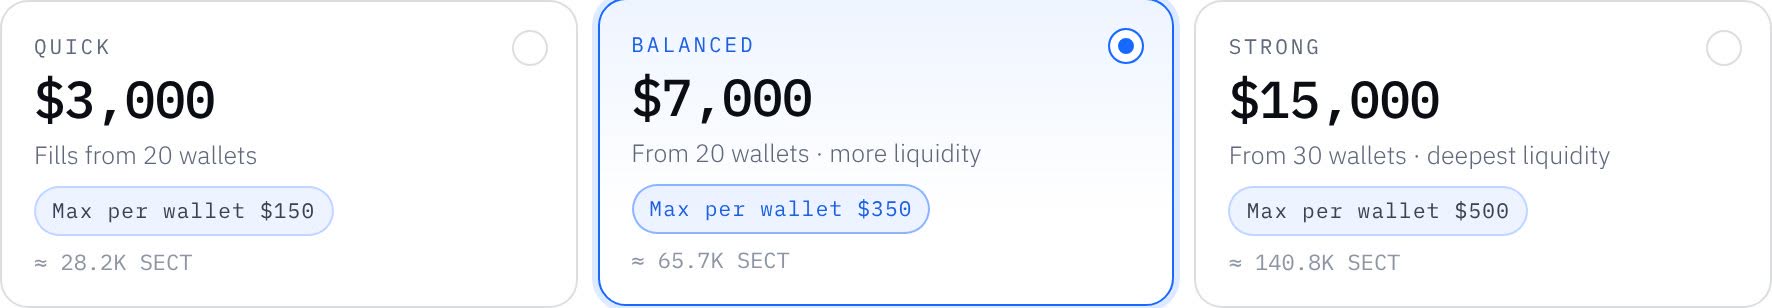 QUICK
$3,000
Fills from 20 wallets
Max per wallet $150
≈ 28.2K SECT
BALANCED
$7,000
From 20 wallets · more liquidity
Max per wallet $350
≈ 65.7K SECT
STRONG
$15,000
From 30 wallets · deepest liquidity
Max per wallet $500
≈ 140.8K SECT